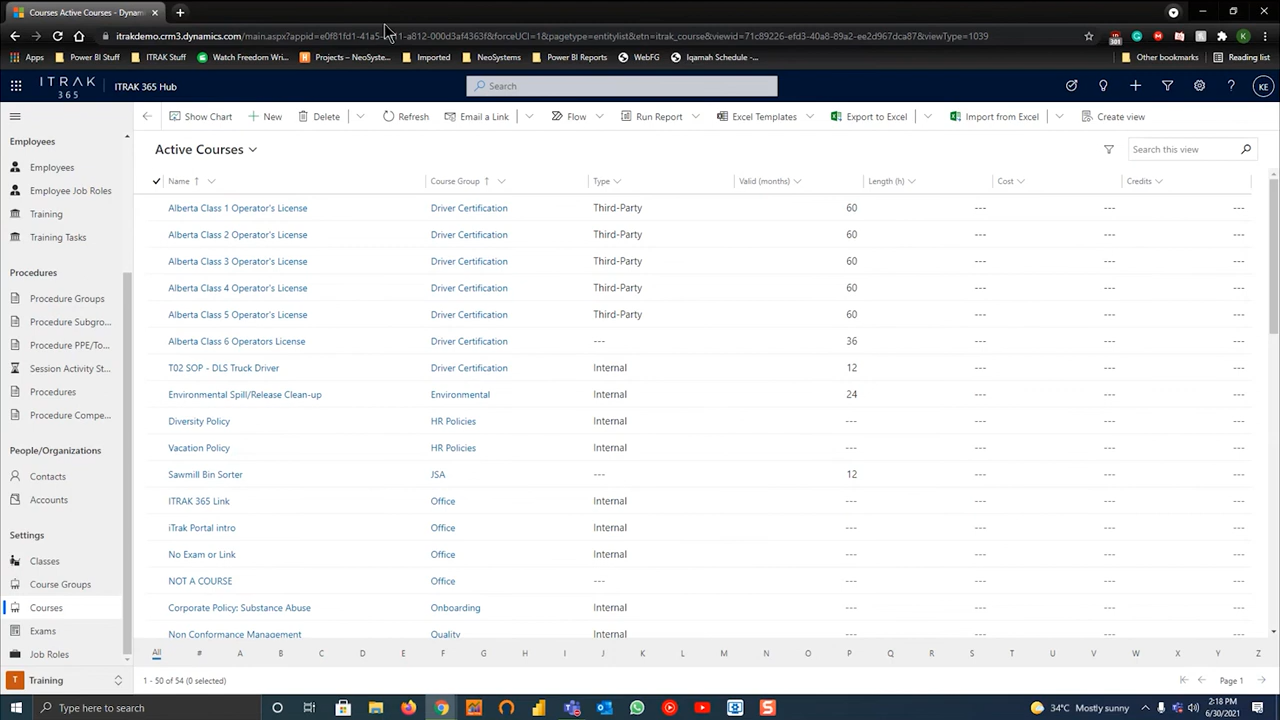 Courses Active Courses - Dynam
itrakdemo.crm3.dynamics.com/main.aspx?appid=e0f81fd1-41a5- -a812-000d3af4363f&forceUCI=1&pagetype=entitylist&etn=itrak_course&viewid=71c89226-efd3-40a8-89a2-ee2d967dca87&viewType=1039
301
K
Apps
Power BI Stuff
ITRAK Stuff
Watch Freedom Wri...
Projects – NeoSyste...
Imported
NeoSystems
Power BI Reports
WebFG
Iqamah Schedule -...
Other bookmarks
Reading list
ITRAK 365
ITRAK 365 Hub
Search
KE
Show Chart
New
Delete
Refresh
Email a Link
Flow
Run Report
Excel Templates
Export to Excel
Import from Excel
Create view
Employees
Employees
Employee Job Roles
Training
Training Tasks
Procedures
Procedure Groups
Procedure Subgro...
Procedure PPE/To...
Session Activity St...
Procedures
Procedure Compe...
People/Organizations
Contacts
Accounts
Settings
Classes
Course Groups
Courses
Exams
Job Roles
T Training
Active Courses
Search this view
Name Course Group Type Valid (months) Length (h) Cost Credits
Alberta Class 1 Operator's License Driver Certification Third-Party 60 --- --- ---
Alberta Class 2 Operator's License Driver Certification Third-Party 60 --- --- ---
Alberta Class 3 Operator's License Driver Certification Third-Party 60 --- --- ---
Alberta Class 4 Operator's License Driver Certification Third-Party 60 --- --- ---
Alberta Class 5 Operator's License Driver Certification Third-Party 60 --- --- ---
Alberta Class 6 Operators License Driver Certification --- 36 --- --- ---
T02 SOP - DLS Truck Driver Driver Certification Internal 12 --- --- ---
Environmental Spill/Release Clean-up Environmental Internal 24 --- --- ---
Diversity Policy HR Policies Internal --- --- --- ---
Vacation Policy HR Policies Internal --- --- --- ---
Sawmill Bin Sorter JSA --- 12 --- --- ---
ITRAK 365 Link Office Internal --- --- --- ---
iTrak Portal intro Office Internal --- --- --- ---
No Exam or Link Office Internal --- --- --- ---
NOT A COURSE Office --- --- --- --- ---
Corporate Policy: Substance Abuse Onboarding Internal --- --- --- ---
Non Conformance Management Quality Internal --- --- --- ---
All # A B C D E F G H I J K L M N O P Q R S T U V W X Y Z
1 - 50 of 54 (0 selected)
Page 1
Type here to search
34°C Mostly sunny
2:18 PM
6/30/2021